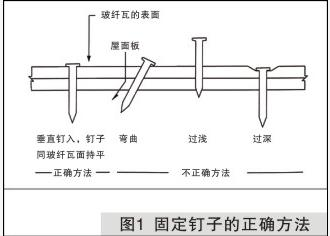 玻纤瓦的表面
屋面板
垂直钉入，钉子 弯曲 过浅 过深
同玻纤瓦面持平
正确方法 不正确方法
图1 固定钉子的正确方法